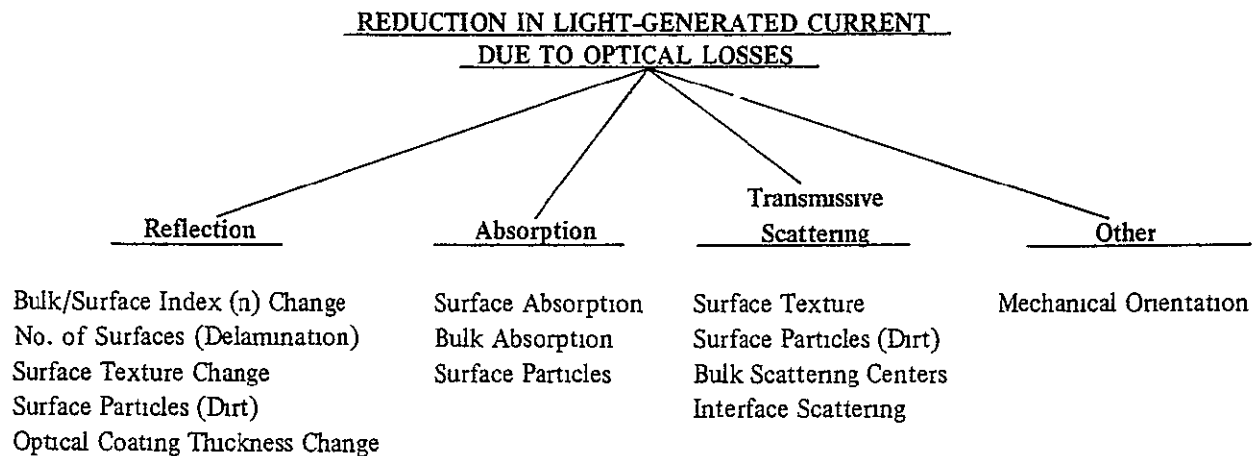 REDUCTION IN LIGHT-GENERATED CURRENT
DUE TO OPTICAL LOSSES
Reflection
Bulk/Surface Index (n) Change
No. of Surfaces (Delamination)
Surface Texture Change
Surface Particles (Dirt)
Optical Coating Thickness Change
Absorption
Surface Absorption
Bulk Absorption
Surface Particles
Transmissive
Scattering
Surface Texture
Surface Particles (Dirt)
Bulk Scattering Centers
Interface Scattering
Other
Mechanical Orientation